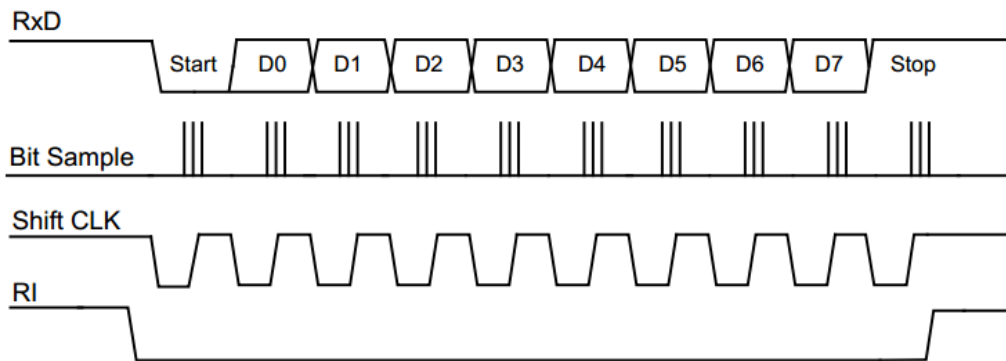 RxD
Start D0 D1 D2 D3 D4 D5 D6 D7 Stop
Bit Sample
Shift CLK
RI